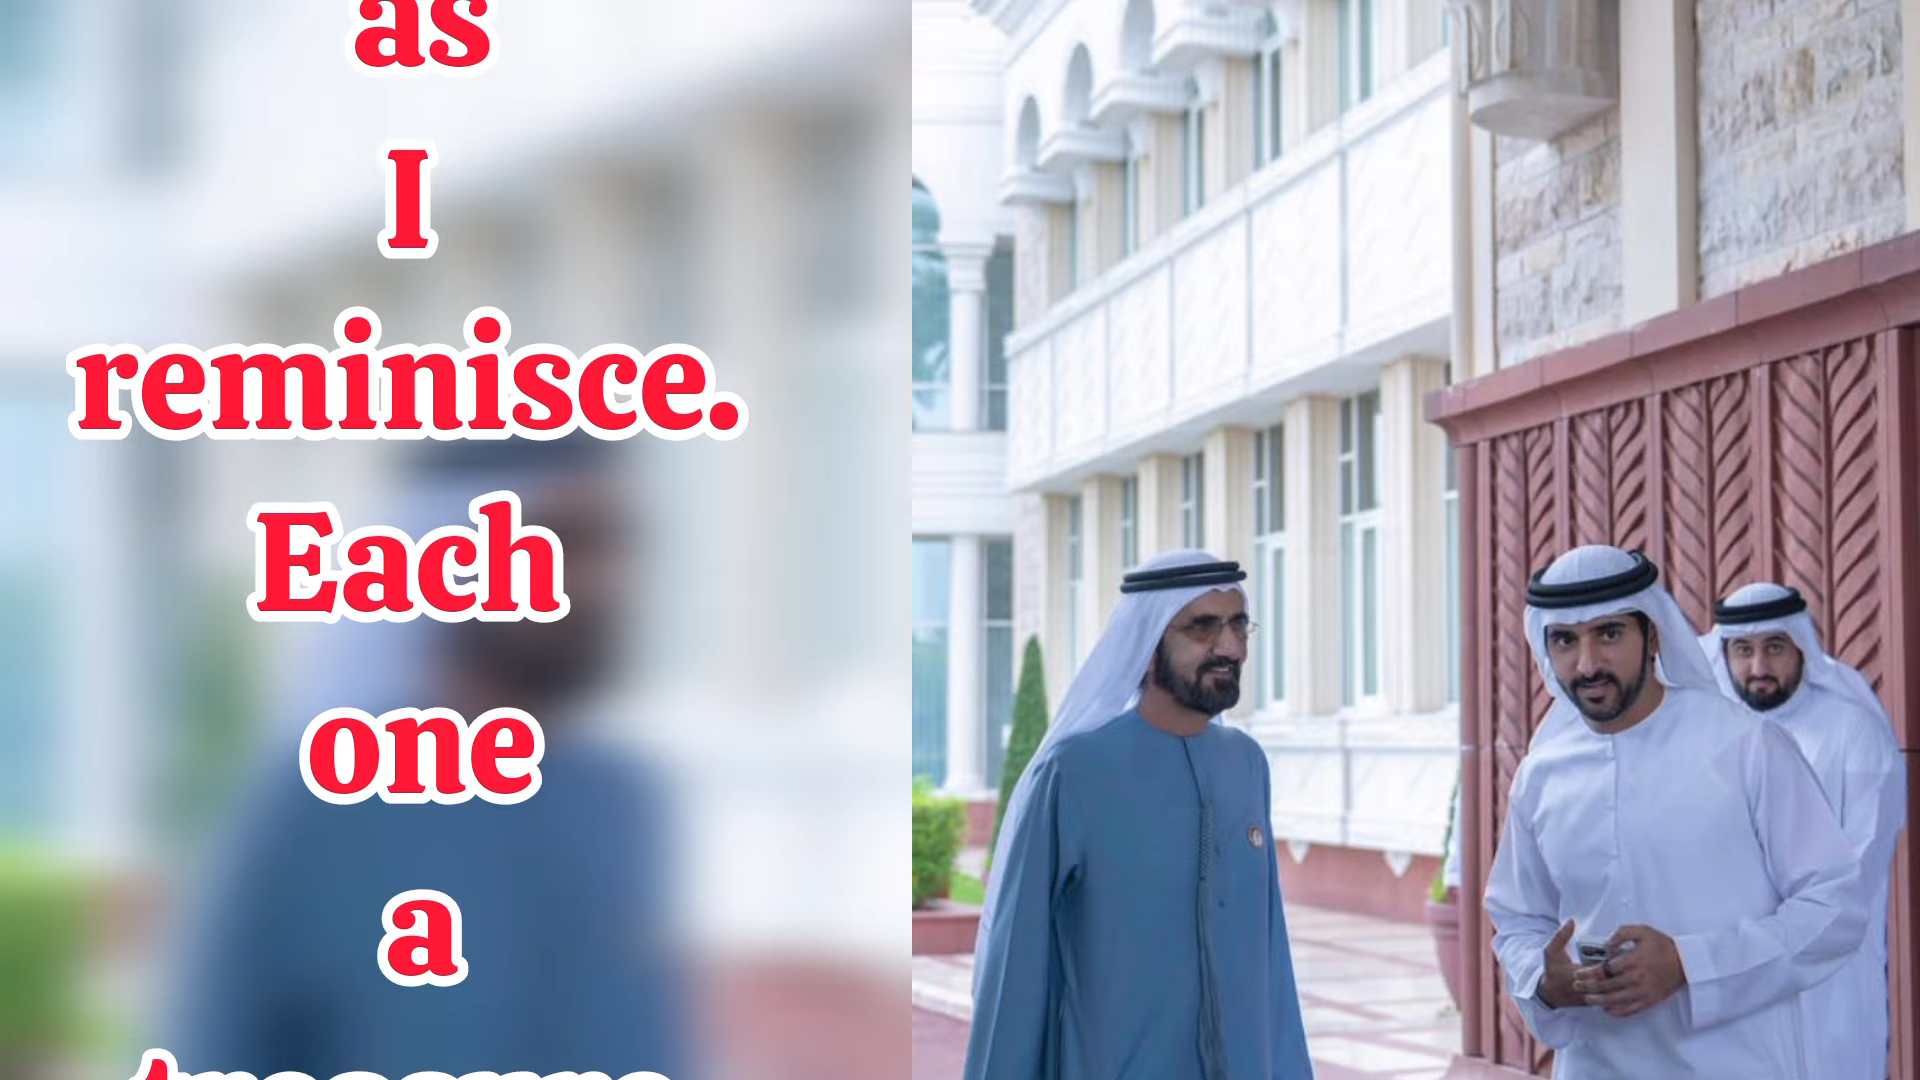 as
I
reminisce.
Each
one
a